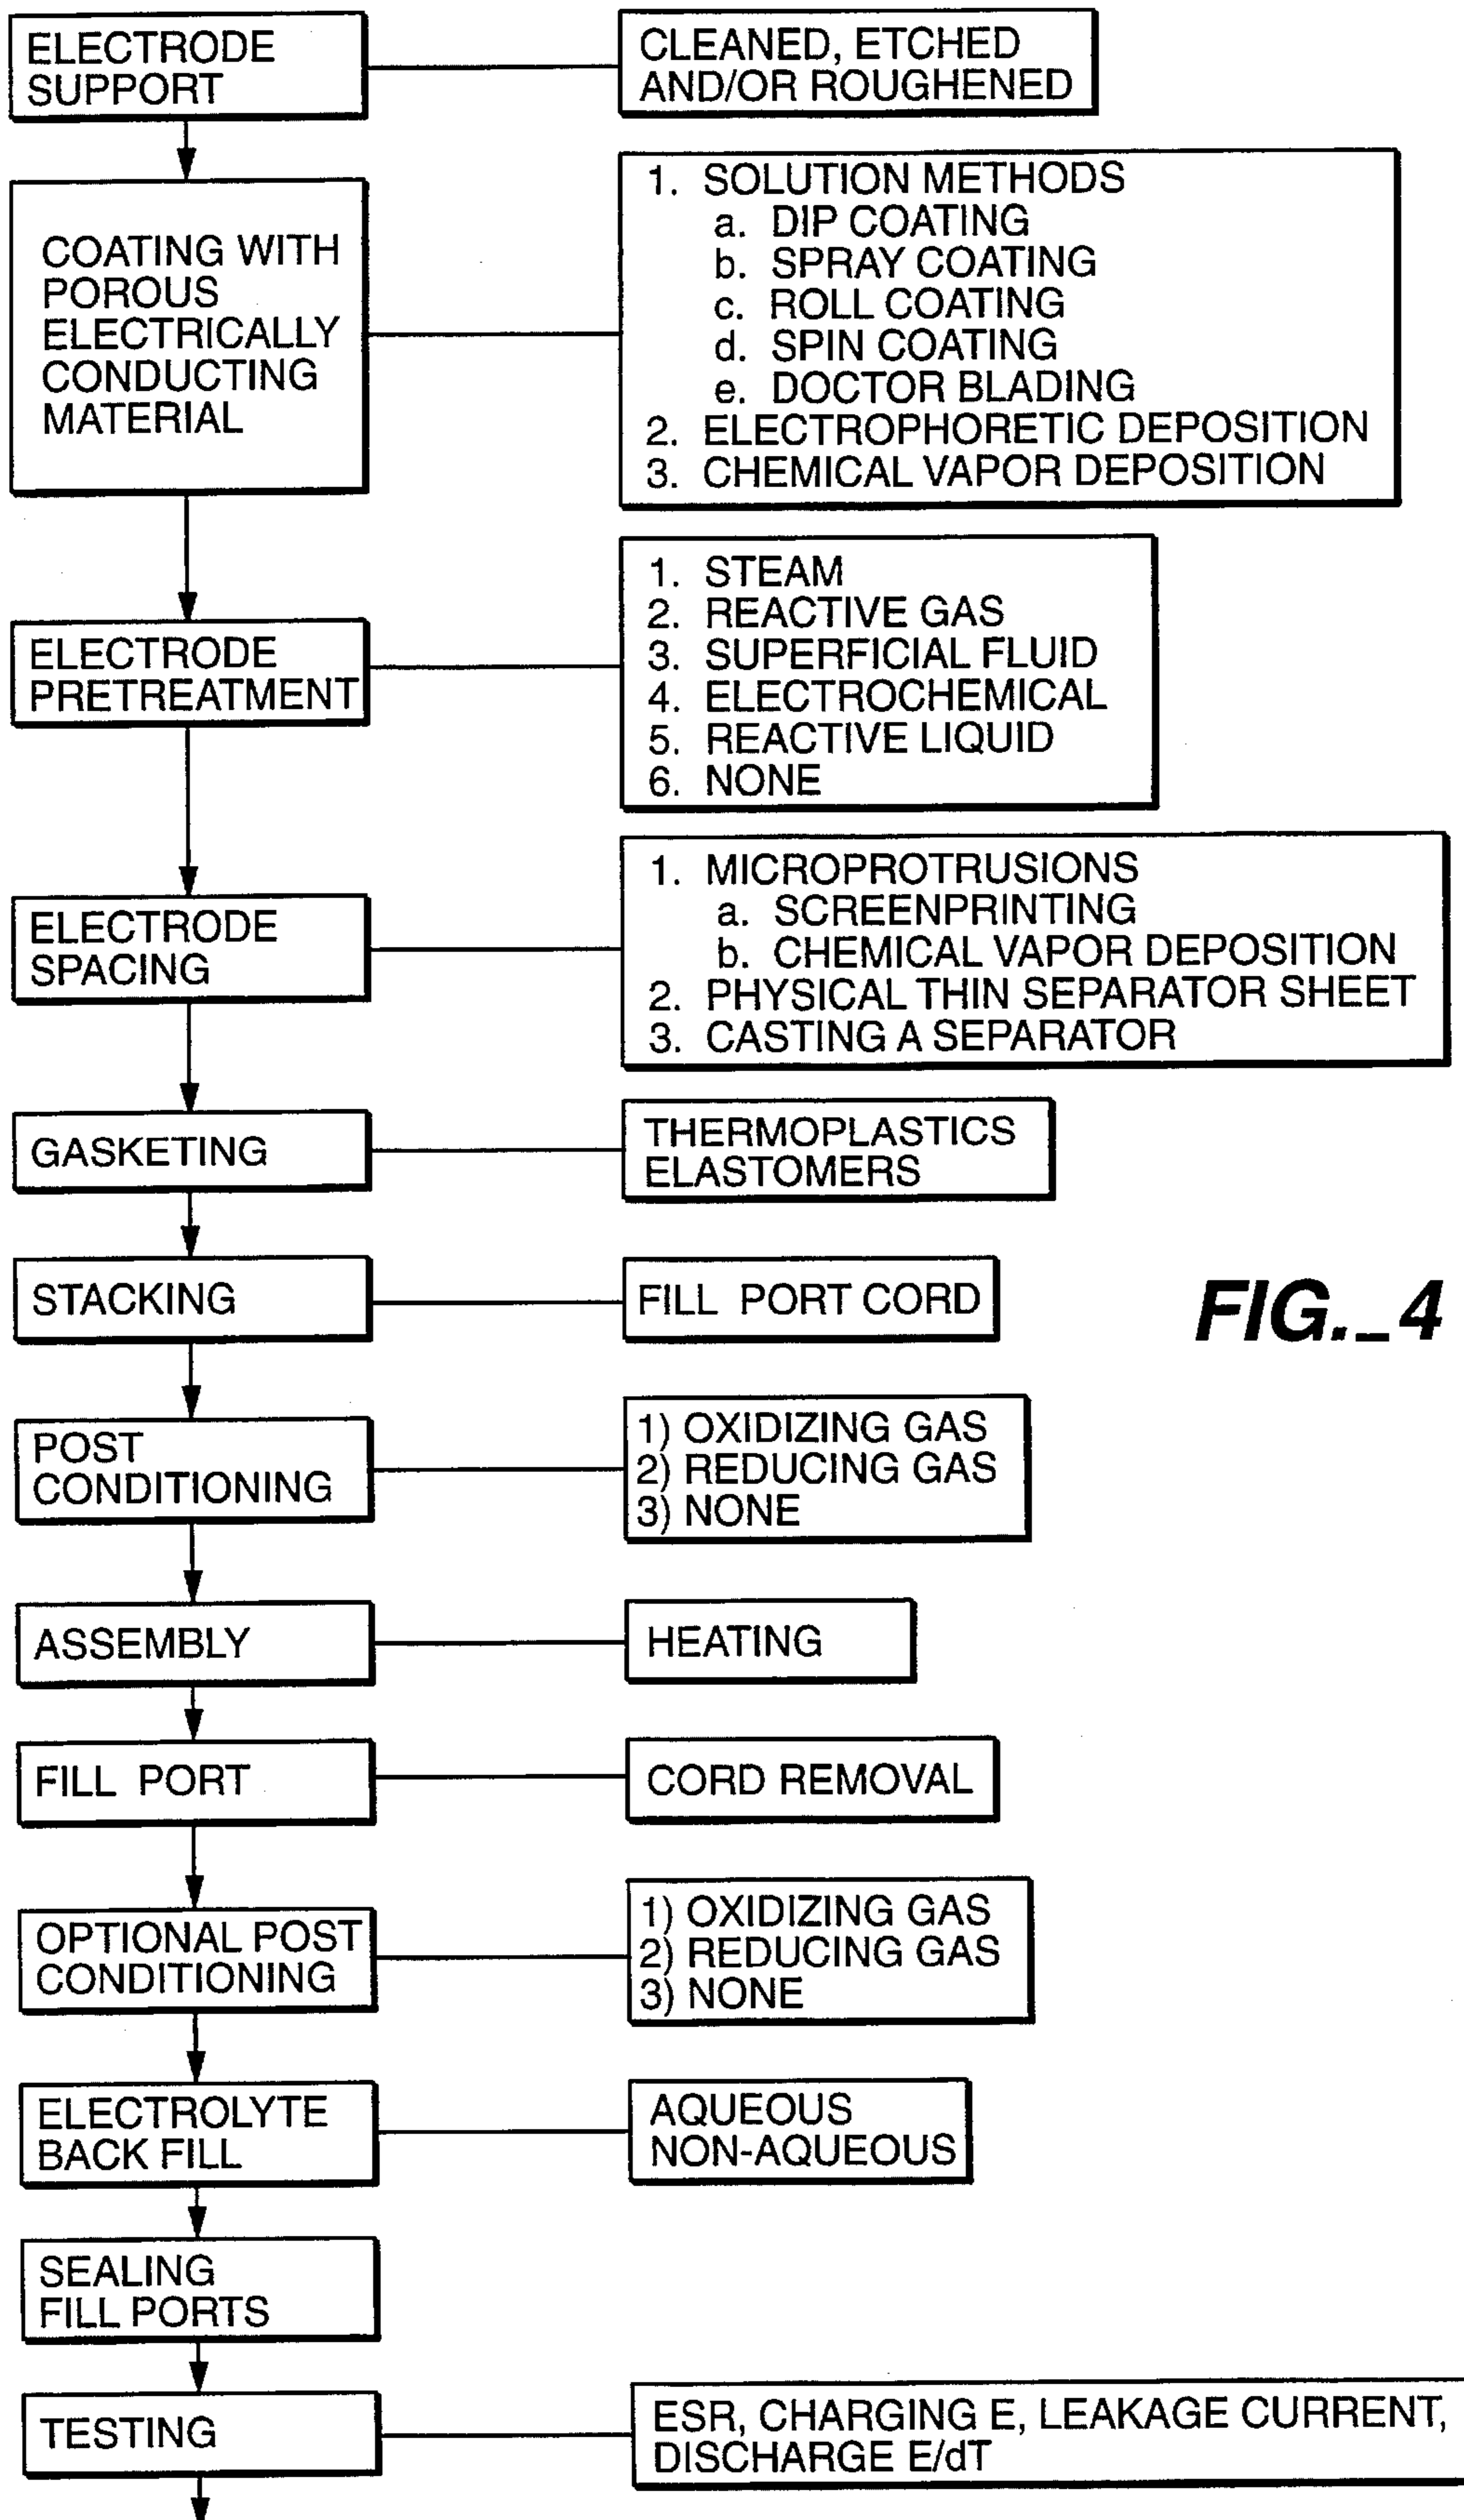 ELECTRODE
SUPPORT
CLEANED, ETCHED
AND/OR ROUGHENED
COATING WITH
POROUS
ELECTRICALLY
CONDUCTING
MATERIAL
1. SOLUTION METHODS
a. DIP COATING
b. SPRAY COATING
c. ROLL COATING
d. SPIN COATING
e. DOCTOR BLADING
2. ELECTROPHORETIC DEPOSITION
3. CHEMICAL VAPOR DEPOSITION
ELECTRODE
PRETREATMENT
1. STEAM
2. REACTIVE GAS
3. SUPERFICIAL FLUID
4. ELECTROCHEMICAL
5. REACTIVE LIQUID
6. NONE
ELECTRODE
SPACING
1. MICROPROTRUSIONS
a. SCREENPRINTING
b. CHEMICAL VAPOR DEPOSITION
2. PHYSICAL THIN SEPARATOR SHEET
3. CASTING A SEPARATOR
GASKETING
THERMOPLASTICS
ELASTOMERS
STACKING
FILL PORT CORD
FIG._4
POST
CONDITIONING
1) OXIDIZING GAS
2) REDUCING GAS
3) NONE
ASSEMBLY
HEATING
FILL PORT
CORD REMOVAL
OPTIONAL POST
CONDITIONING
1) OXIDIZING GAS
2) REDUCING GAS
3) NONE
ELECTROLYTE
BACK FILL
AQUEOUS
NON-AQUEOUS
SEALING
FILL PORTS
TESTING
ESR, CHARGING E, LEAKAGE CURRENT,
DISCHARGE E/dT